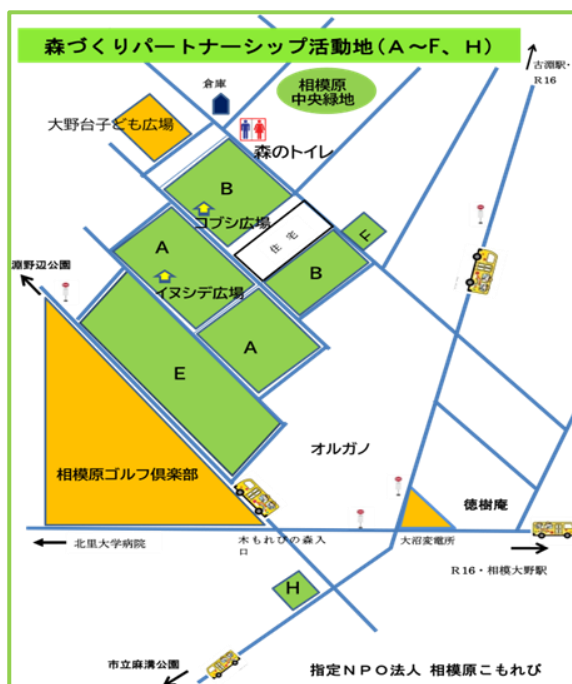 森づくりパートナーシップ活動地(A～F、H)
古淵駅・
R16
倉庫
相模原
中央緑地
大野台子ども広場
森のトイレ
B
コブシ広場
住宅
F
A
淵野辺公園
イヌシデ広場
B
A
E
オルガノ
相模原ゴルフ倶楽部
徳樹庵
北里大学病院
木もれびの森入
口
大沼変電所
R16・相模大野駅
H
市立麻溝公園
指定NPO法人 相模原こもれび